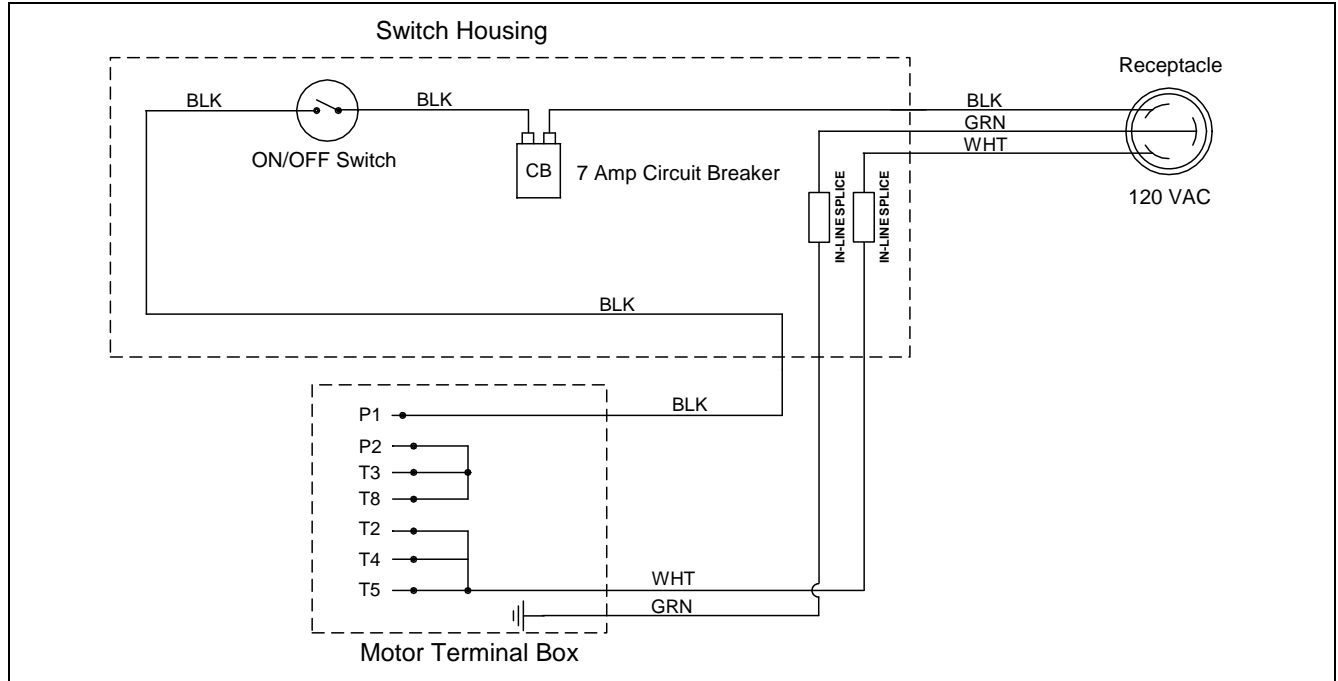 Switch Housing
Receptacle
BLK
BLK
BLK
GRN
WHT
ON/OFF Switch
CB
7 Amp Circuit Breaker
120 VAC
IN-LINE SPLICE
IN-LINE SPLICE
BLK
P1
BLK
P2
T3
T8
T2
T4
T5
WHT
GRN
Motor Terminal Box